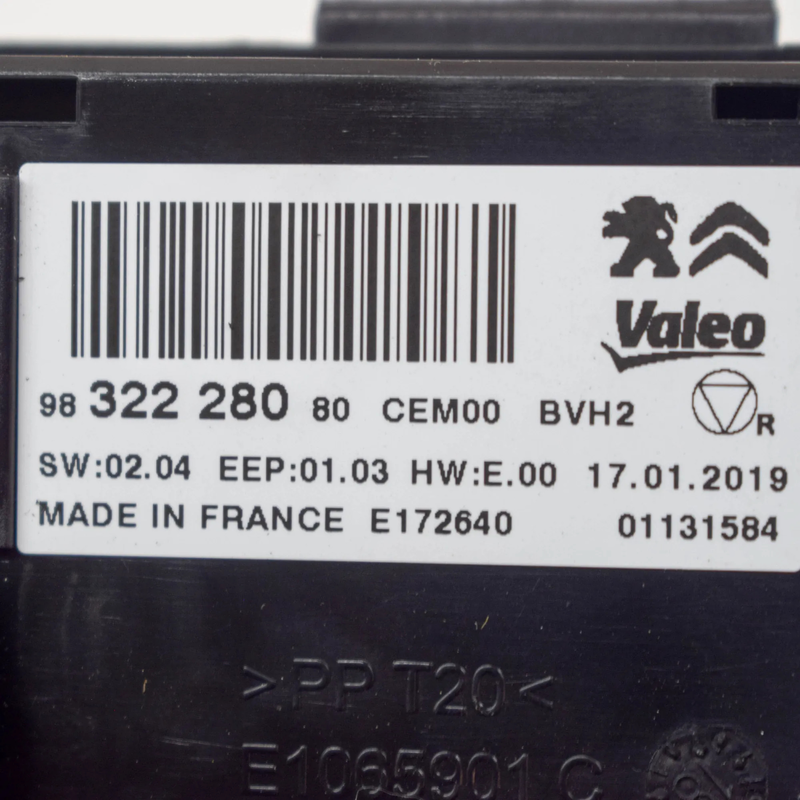 Valeo
98 322 280 80 CEM00 BVH2
R
SW:02.04 EEP:01.03 HW:E.00 17.01.2019
MADE IN FRANCE E172640 01131584
>PP T20<
E1065901 C